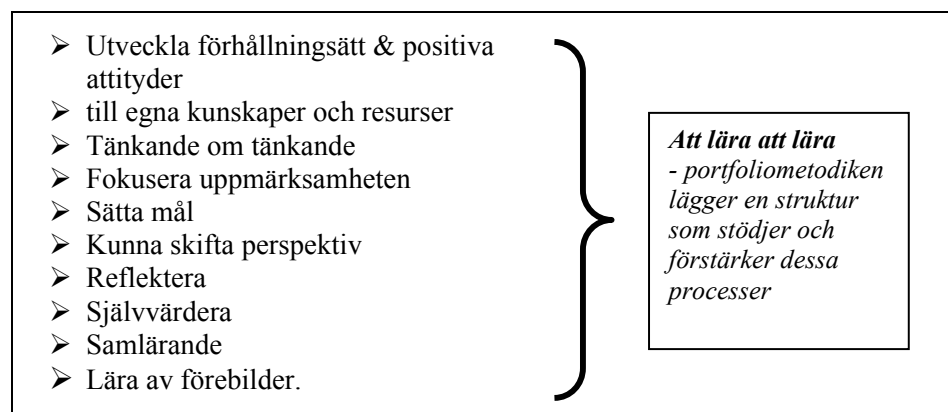 ➢ Utveckla förhållningsätt & positiva
attityder
➢ till egna kunskaper och resurser
➢ Tänkande om tänkande
➢ Fokusera uppmärksamheten
➢ Sätta mål
➢ Kunna skifta perspektiv
➢ Reflektera
➢ Självvärdera
➢ Samlärande
➢ Lära av förebilder.
Att lära att lära
- portfoliometodiken
lägger en struktur
som stödjer och
förstärker dessa
processer